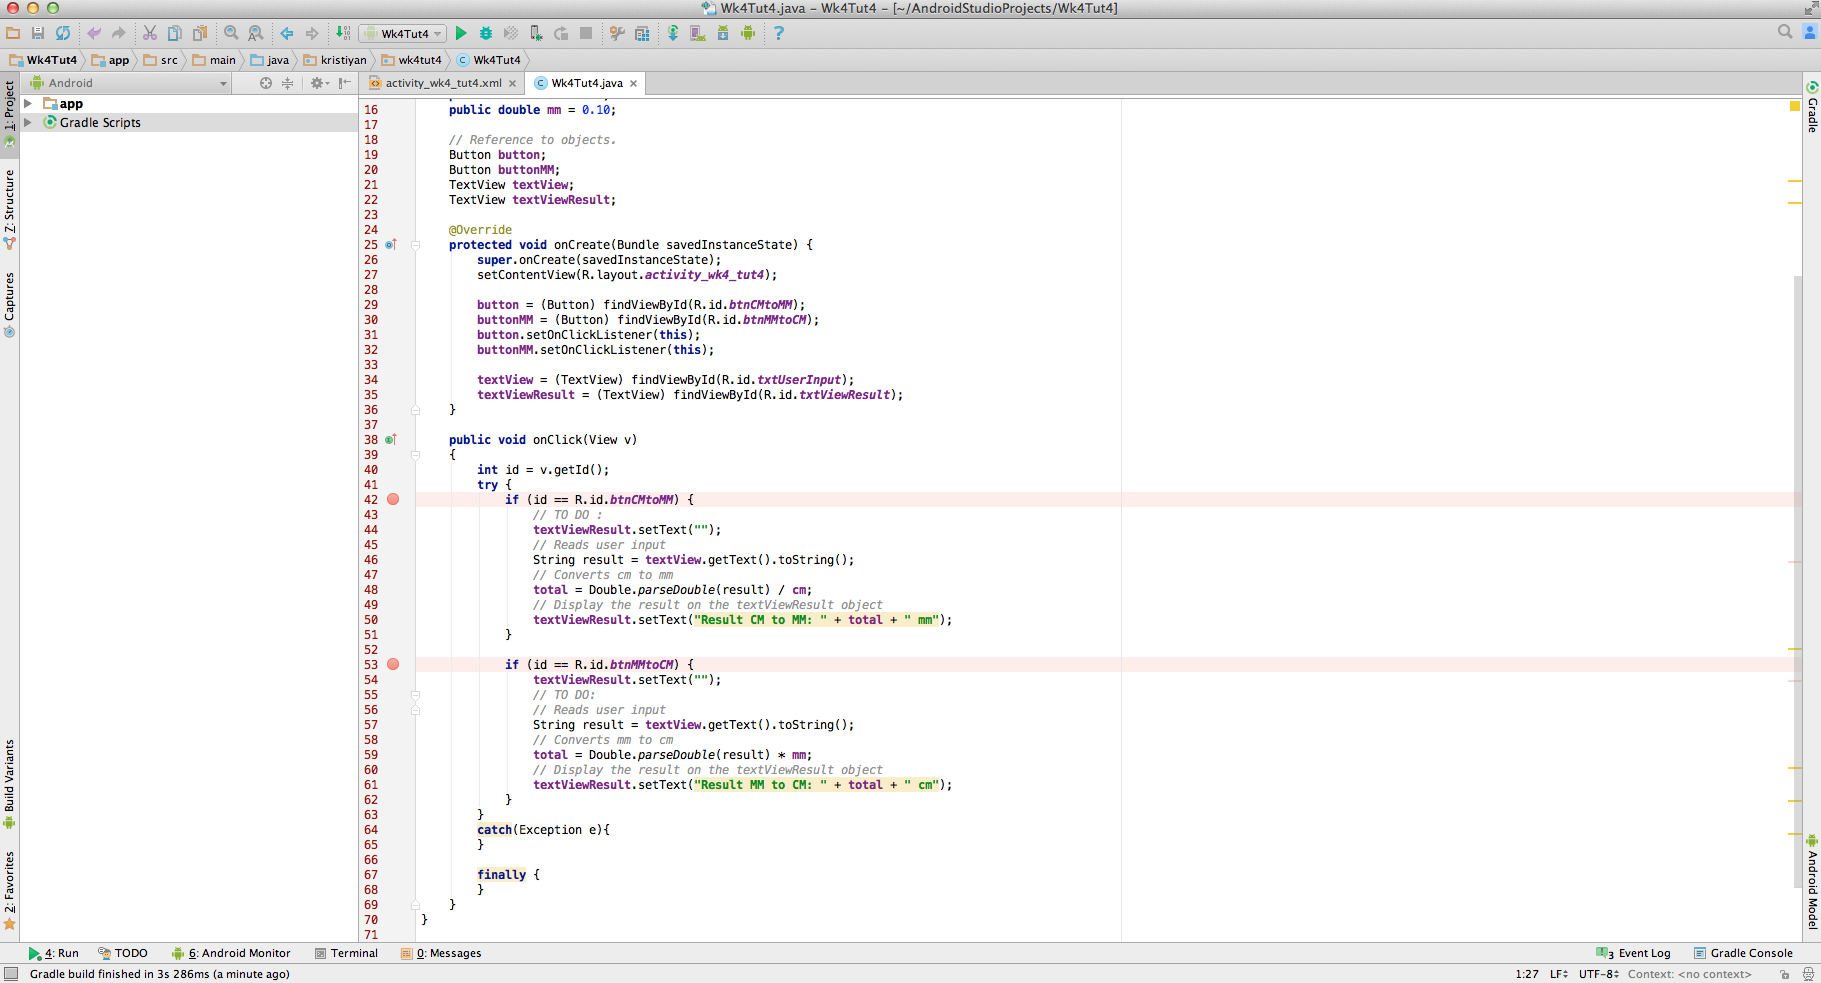 Wk4Tut4.java - Wk4Tut4 - [~/AndroidStudioProjects/Wk4Tut4]
Wk4Tut4
Wk4Tut4 app src main java kristiyan wk4tut4 Wk4Tut4
Android
activity_wk4_tut4.xml Wk4Tut4.java
1: Project
Z: Structure
Captures
Build Variants
2: Favorites
app
Gradle Scripts
16 public double mm = 0.10;
17
18 // Reference to objects.
19 Button button;
20 Button buttonMM;
21 TextView textView;
22 TextView textViewResult;
23
24 @Override
25 protected void onCreate(Bundle savedInstanceState) {
26 super.onCreate(savedInstanceState);
27 setContentView(R.layout.activity_wk4_tut4);
28
29 button = (Button) findViewById(R.id.btnCMtoMM);
30 buttonMM = (Button) findViewById(R.id.btnMMtoCM);
31 button.setOnClickListener(this);
32 buttonMM.setOnClickListener(this);
33
34 textView = (TextView) findViewById(R.id.txtUserInput);
35 textViewResult = (TextView) findViewById(R.id.txtViewResult);
36 }
37
38 public void onClick(View v)
39 {
40 int id = v.getId();
41 try {
42 if (id == R.id.btnCMtoMM) {
43 // TO DO :
44 textViewResult.setText("");
45 // Reads user input
46 String result = textView.getText().toString();
47 // Converts cm to mm
48 total = Double.parseDouble(result) / cm;
49 // Display the result on the textViewResult object
50 textViewResult.setText("Result CM to MM: " + total + " mm");
51 }
52
53 if (id == R.id.btnMMtoCM) {
54 textViewResult.setText("");
55 // TO DO:
56 // Reads user input
57 String result = textView.getText().toString();
58 // Converts mm to cm
59 total = Double.parseDouble(result) * mm;
60 // Display the result on the textViewResult object
61 textViewResult.setText("Result MM to CM: " + total + " cm");
62 }
63 }
64 catch(Exception e){
65 }
66
67 finally {
68 }
69 }
70 }
71
Gradle
Android Model
4: Run TODO 6: Android Monitor Terminal 0: Messages 3 Event Log Gradle Console
Gradle build finished in 3s 286ms (a minute ago) 1:27 LF UTF-8 Context: <no context>